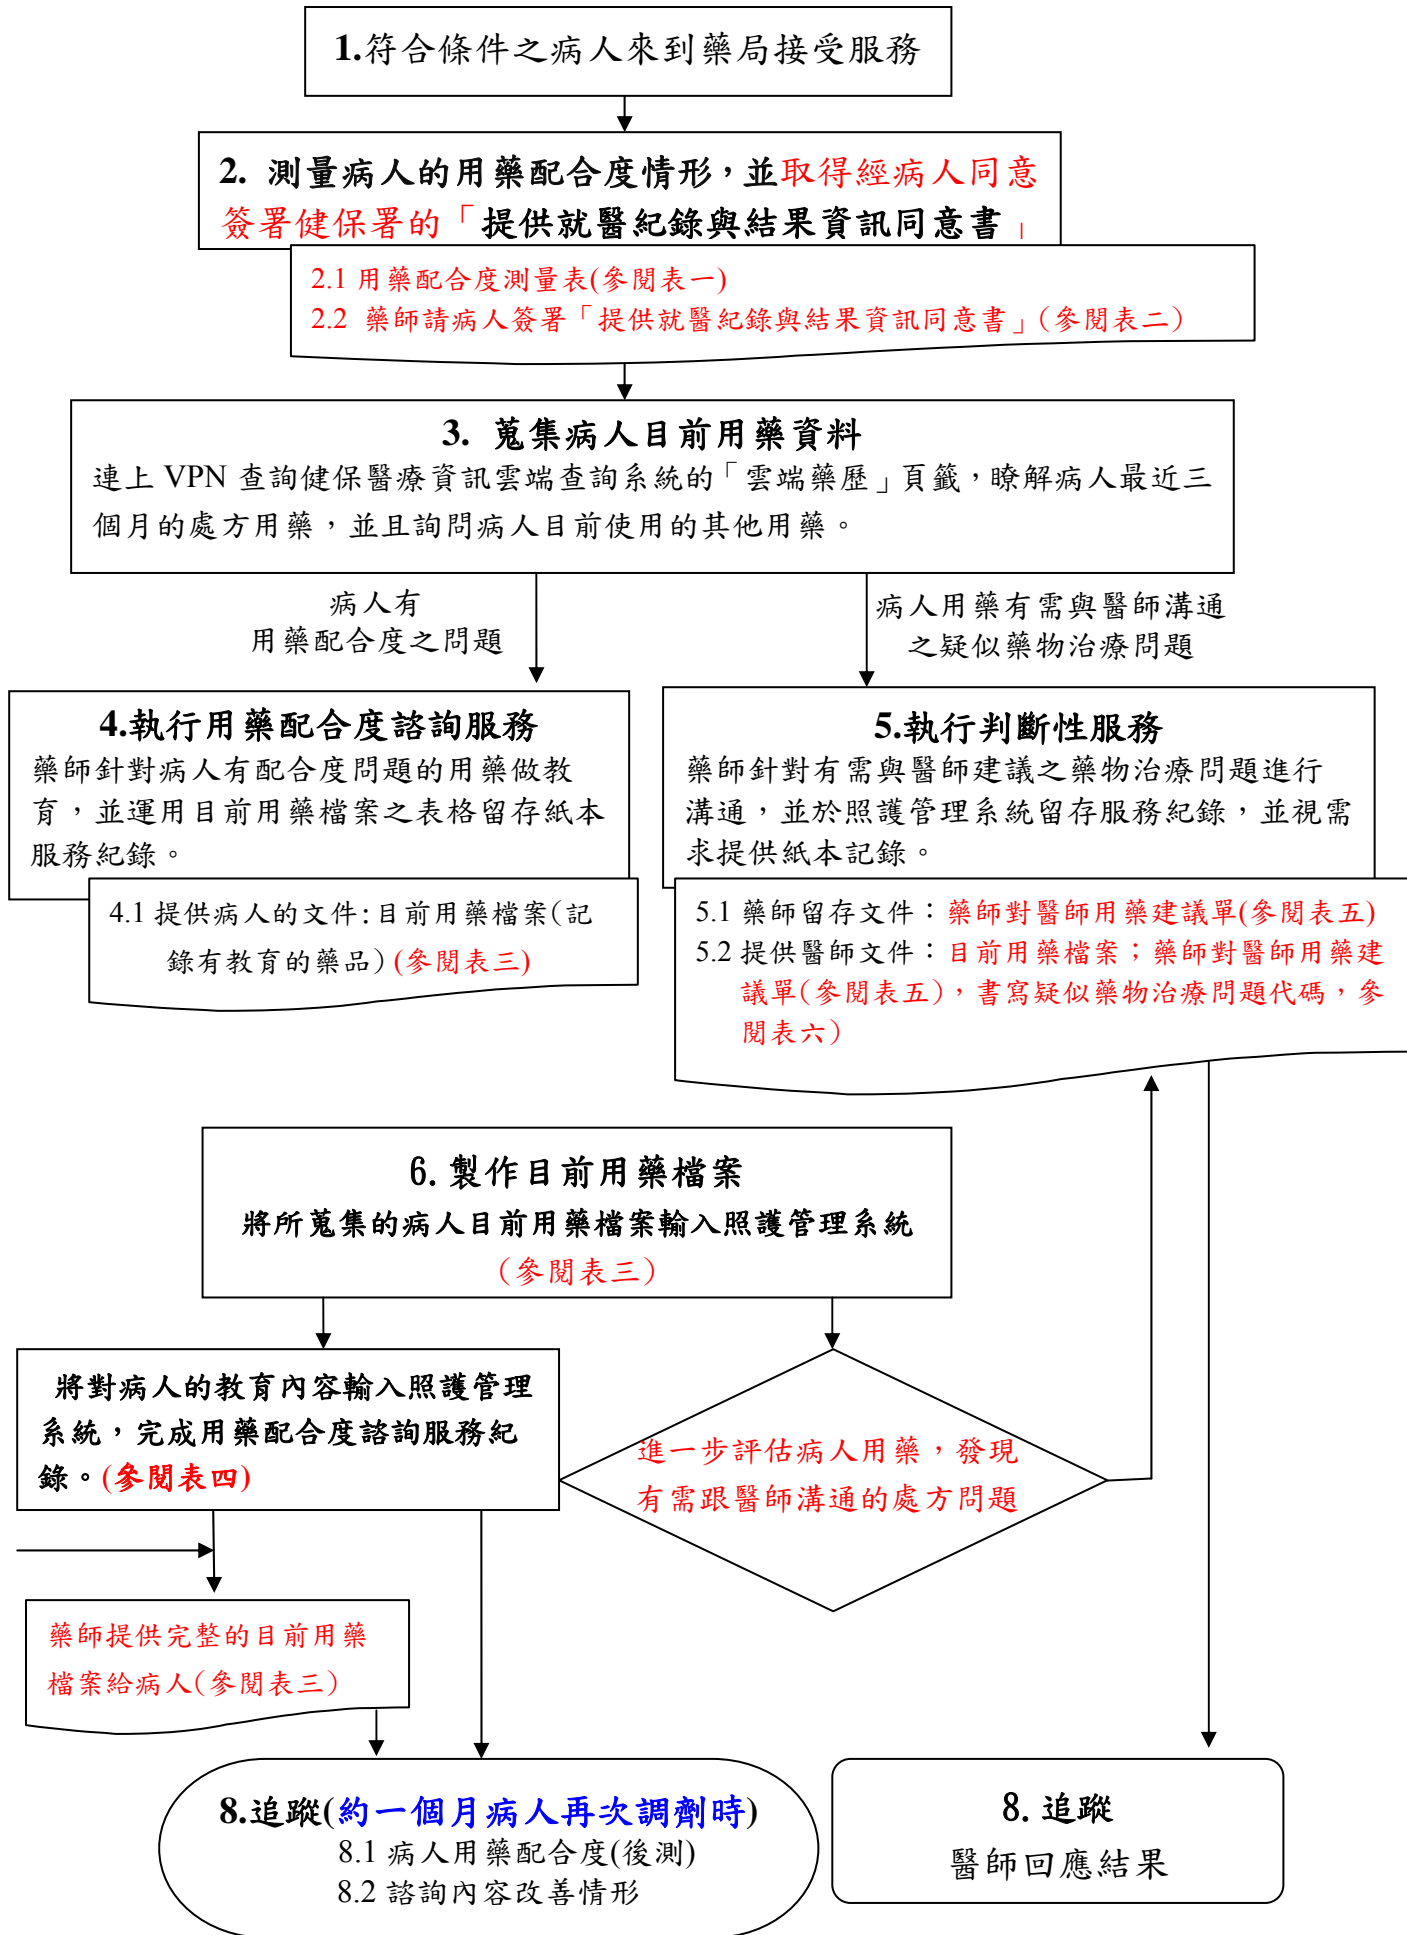 1.符合條件之病人來到藥局接受服務
2. 測量病人的用藥配合度情形，並取得經病人同意
簽署健保署的「提供就醫紀錄與結果資訊同意書」
2.1 用藥配合度測量表(參閱表一)
2.2 藥師請病人簽署「提供就醫紀錄與結果資訊同意書」(參閱表二)
3. 蒐集病人目前用藥資料
連上 VPN 查詢健保醫療資訊雲端查詢系統的「雲端藥歷」頁籤，瞭解病人最近三
個月的處方用藥，並且詢問病人目前使用的其他用藥。
病人有
用藥配合度之問題
病人用藥有需與醫師溝通
之疑似藥物治療問題
4.執行用藥配合度諮詢服務
藥師針對病人有配合度問題的用藥做教
育，並運用目前用藥檔案之表格留存紙本
服務紀錄。
4.1 提供病人的文件：目前用藥檔案(記
錄有教育的藥品)(參閱表三)
5.執行判斷性服務
藥師針對有需與醫師建議之藥物治療問題進行
溝通，並於照護管理系統留存服務紀錄，並視需
求提供紙本記錄。
5.1 藥師留存文件：藥師對醫師用藥建議單(參閱表五)
5.2 提供醫師文件：目前用藥檔案；藥師對醫師用藥建
議單(參閱表五)，書寫疑似藥物治療問題代碼，參
閱表六)
6. 製作目前用藥檔案
將所蒐集的病人目前用藥檔案輸入照護管理系統
(參閱表三)
將對病人的教育內容輸入照護管理
系統，完成用藥配合度諮詢服務紀
錄。(參閱表四)
進一步評估病人用藥，發現
有需跟醫師溝通的處方問題
藥師提供完整的目前用藥
檔案給病人(參閱表三)
8.追蹤(約一個月病人再次調劑時)
8.1 病人用藥配合度(後測)
8.2 諮詢內容改善情形
8. 追蹤
醫師回應結果